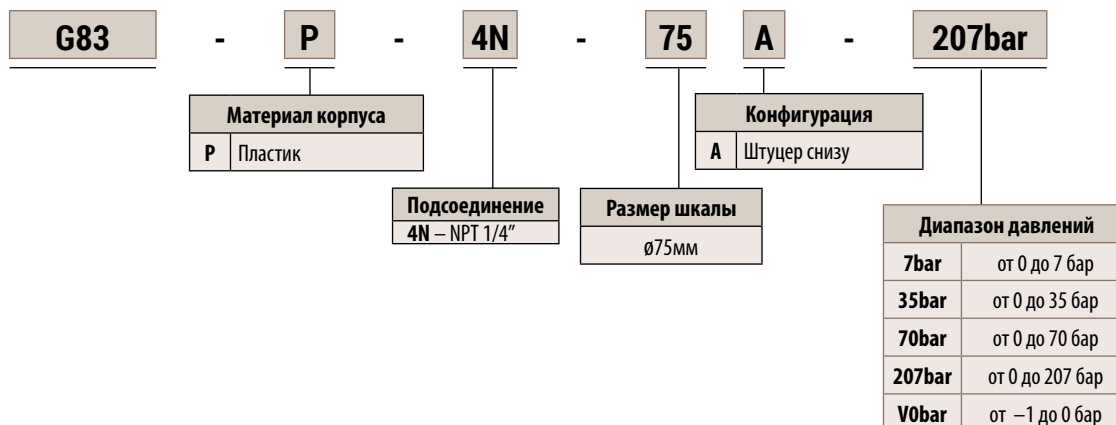 G83 - P - 4N - 75 A - 207bar
Материал корпуса
P Пластик
Конфигурация
A Штуцер снизу
Подсоединение
4N – NPT 1/4”
Размер шкалы
ø75мм
Диапазон давлений
7bar от 0 до 7 бар
35bar от 0 до 35 бар
70bar от 0 до 70 бар
207bar от 0 до 207 бар
V0bar от –1 до 0 бар